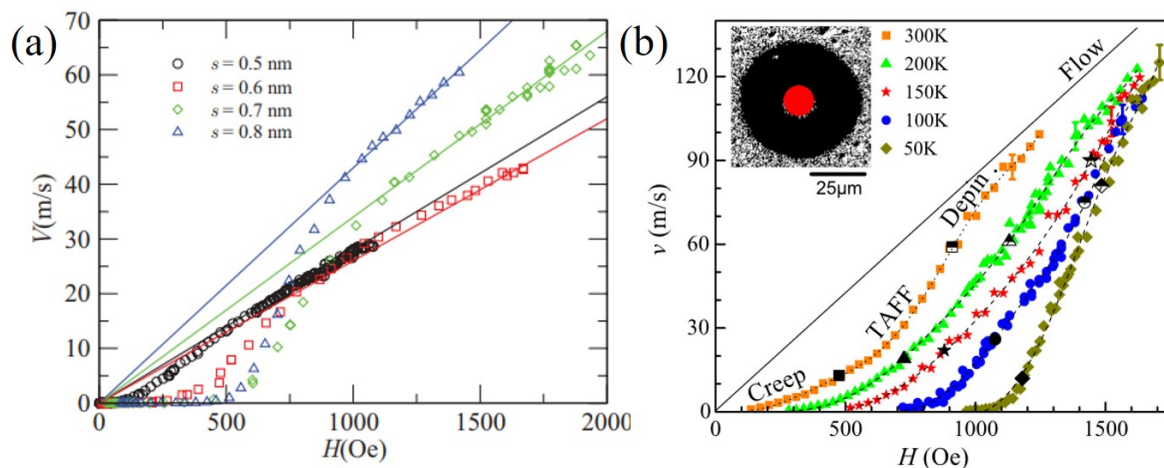 (a)
70
60
50
40
30
20
10
0
V(m/s)
s = 0.5 nm
s = 0.6 nm
s = 0.7 nm
s = 0.8 nm
0 500 1000 1500 2000
H(Oe)
(b)
120
90
60
30
0
v (m/s)
25μm
300K
200K
150K
100K
50K
Flow
Depin.
TAFF
Creep
0 500 1000 1500
H (Oe)